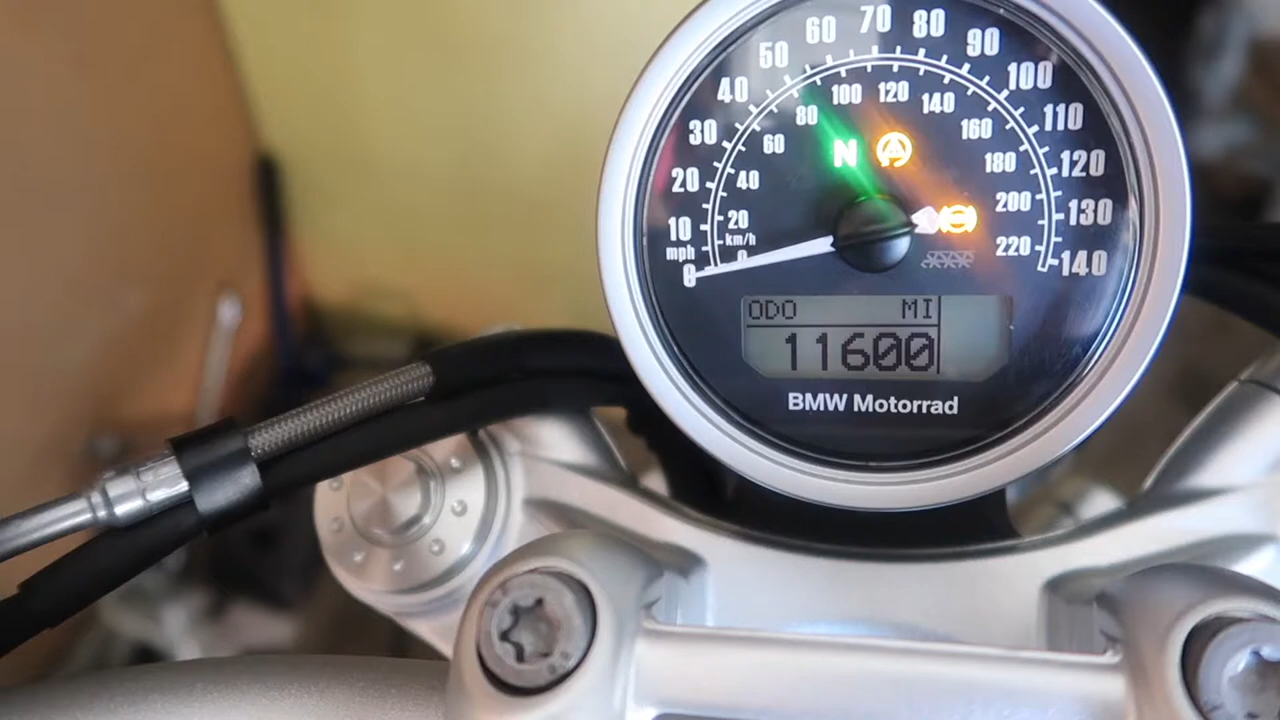 10 20 30 40 50 60 70 80 90 100 110 120 130 140
mph
0
20 40 60 80 100 120 140 160 180 200 220
km/h
0
N
ODO MI
11600
BMW Motorrad